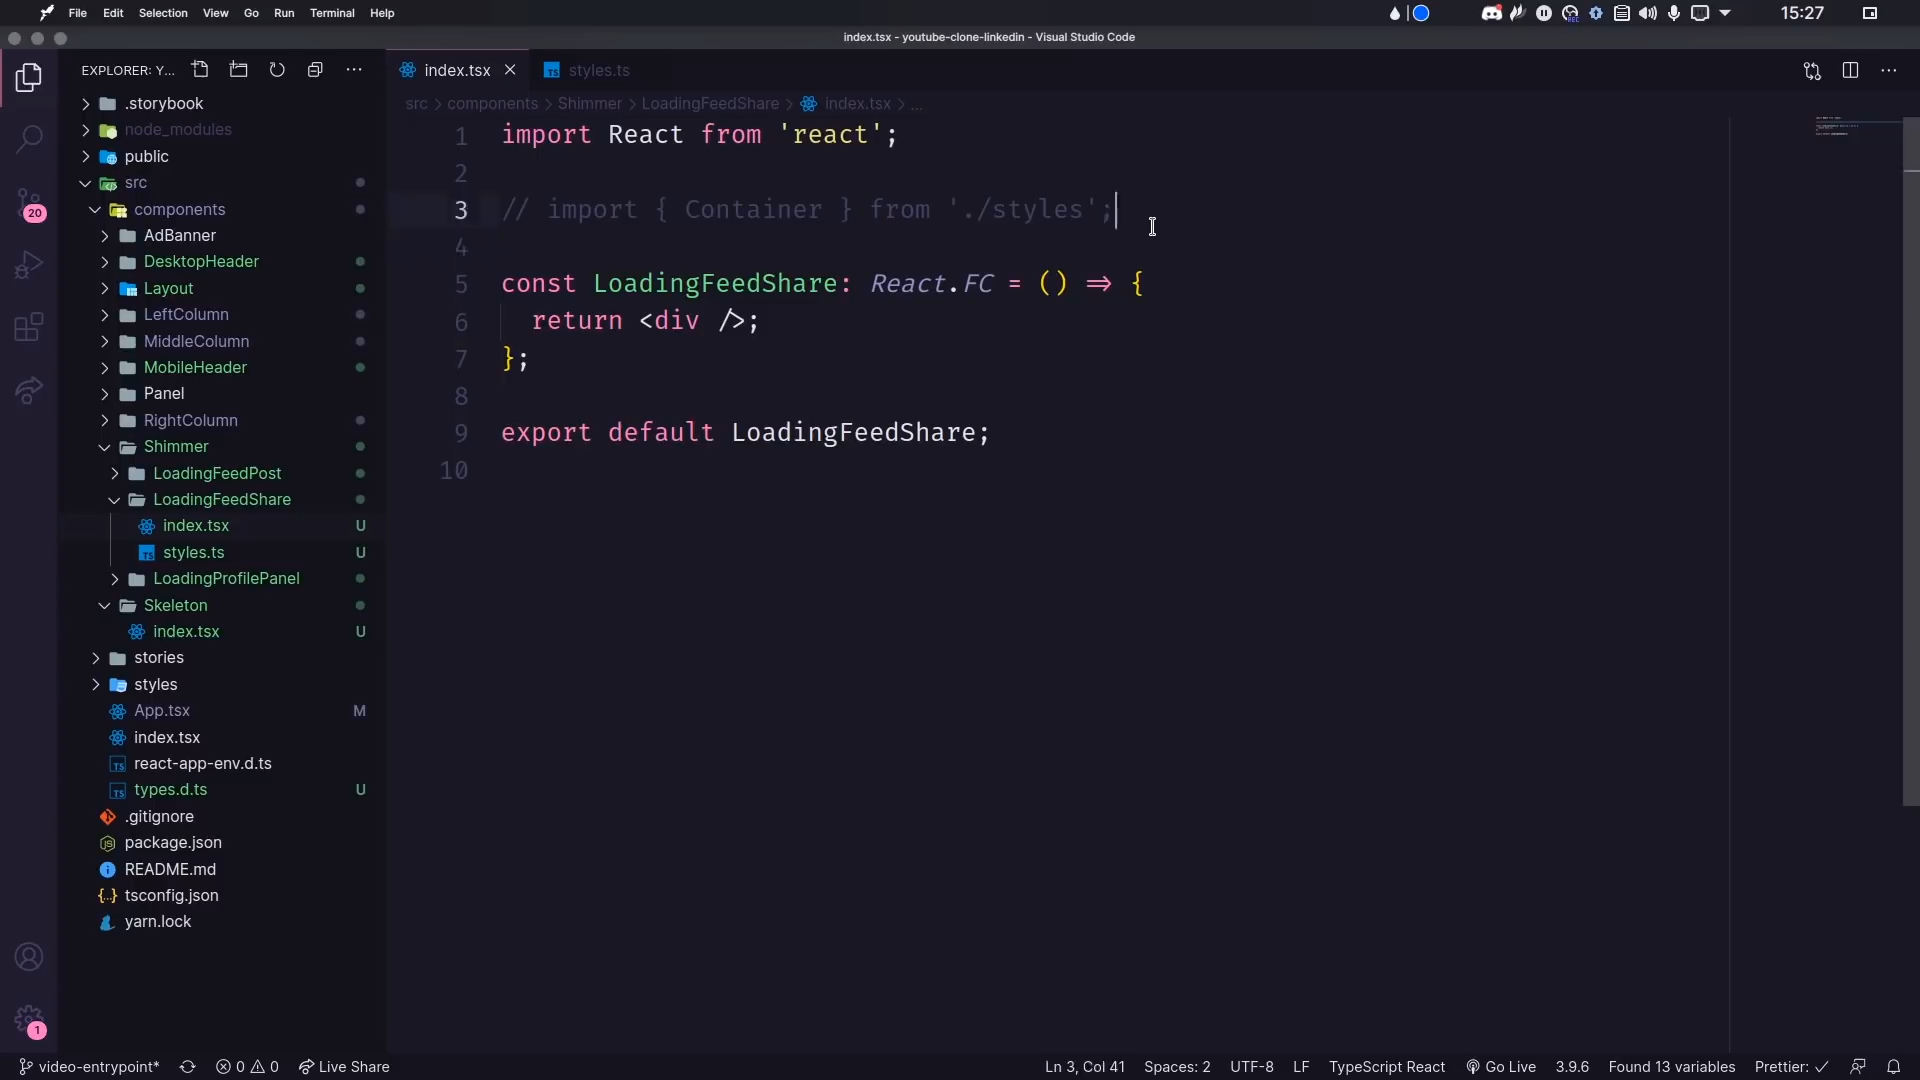 File Edit Selection View Go Run Terminal Help
REC
15:27
index.tsx - youtube-clone-linkedin - Visual Studio Code
EXPLORER: Y...
index.tsx
TS styles.ts
src > components > Shimmer > LoadingFeedShare > index.tsx > ...
.storybook
node_modules
public
src
components
AdBanner
DesktopHeader
Layout
LeftColumn
MiddleColumn
MobileHeader
Panel
RightColumn
Shimmer
LoadingFeedPost
LoadingFeedShare
index.tsx U
TS styles.ts U
LoadingProfilePanel
Skeleton
index.tsx U
stories
styles
App.tsx M
index.tsx
TS react-app-env.d.ts
TS types.d.ts U
.gitignore
JS package.json
README.md
{..} tsconfig.json
yarn.lock
20
1
1 import React from 'react';
2
3 // import { Container } from './styles';
4
5 const LoadingFeedShare: React.FC = () => {
6 return <div />;
7 };
8
9 export default LoadingFeedShare;
10
video-entrypoint* 0 0 Live Share
Ln 3, Col 41 Spaces: 2 UTF-8 LF TypeScript React Go Live 3.9.6 Found 13 variables Prettier: ✓